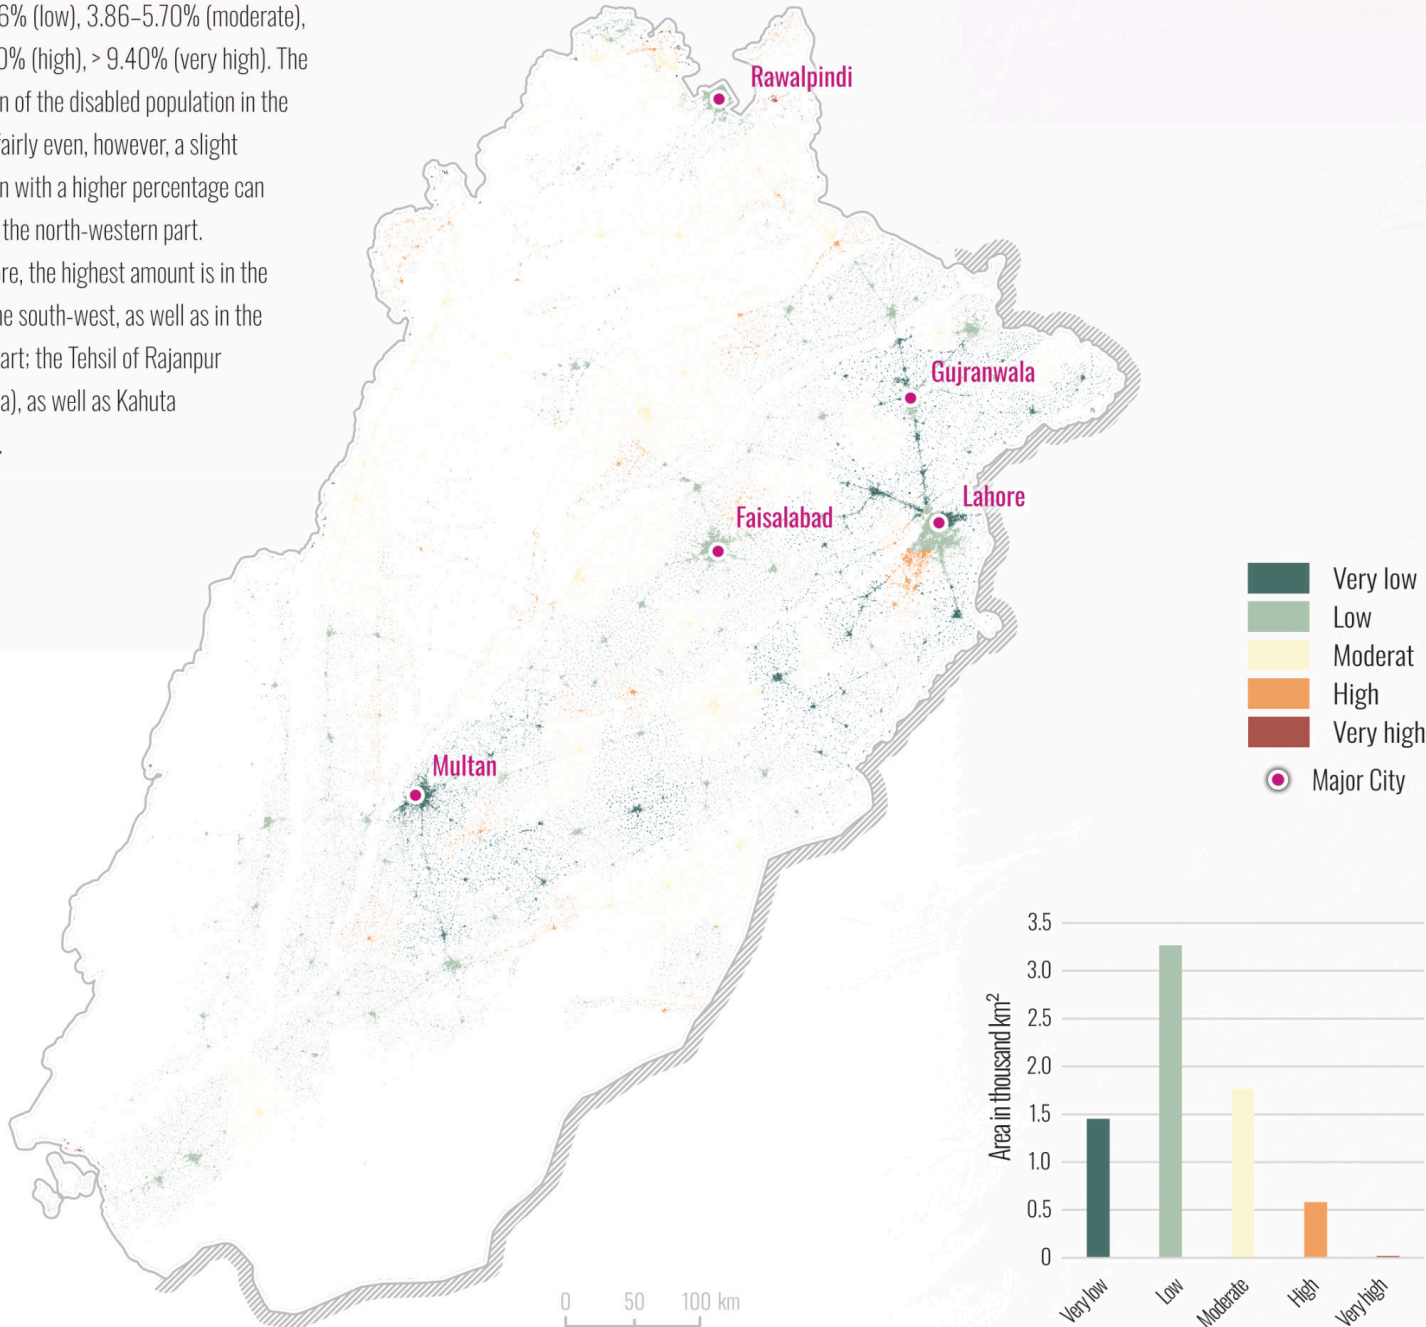 6% (low), 3.86–5.70% (moderate),
0% (high), > 9.40% (very high). The
n of the disabled population in the
fairly even, however, a slight
n with a higher percentage can
the north-western part.
re, the highest amount is in the
ne south-west, as well as in the
art; the Tehsil of Rajanpur
a), as well as Kahuta
.
Rawalpindi
Gujranwala
Lahore
Faisalabad
Multan
Very low
Low
Moderat
High
Very high
Major City
Area in thousand km²
3.5
3.0
2.5
2.0
1.5
1.0
0.5
0
Very low
Low
Moderate
High
Very high
0 50 100 km